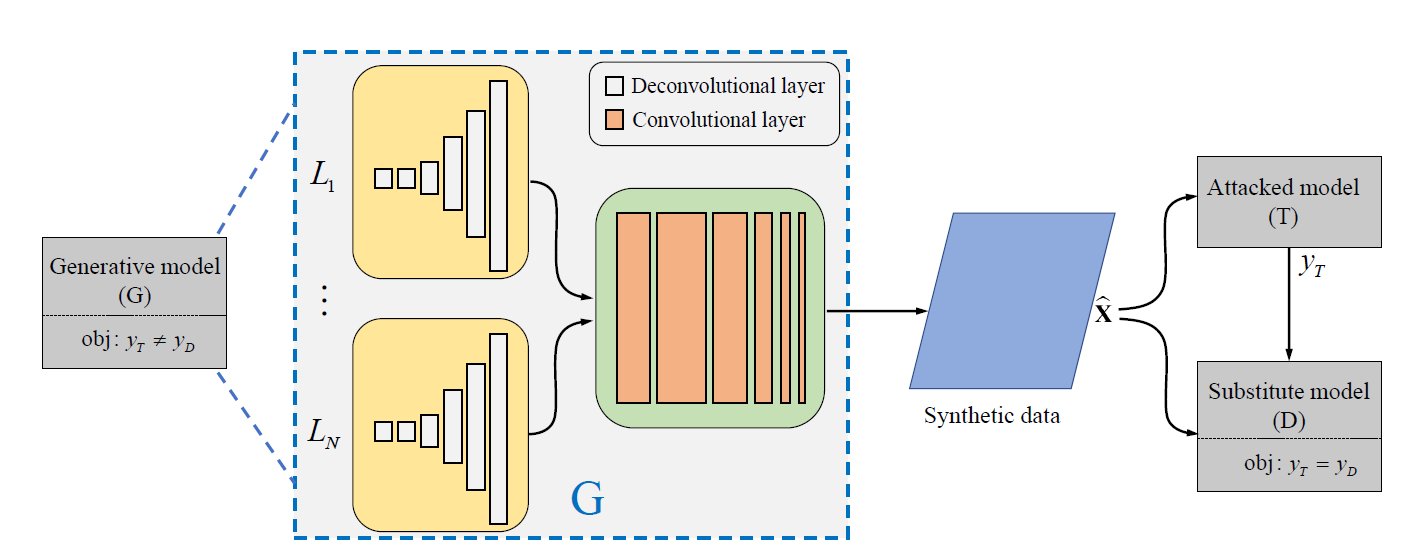 Generative model
(G)
obj: y_T ≠ y_D
L_1
⋮
L_N
Deconvolutional layer
Convolutional layer
G
Synthetic data
X̂
Attacked model
(T)
y_T
Substitute model
(D)
obj: y_T = y_D